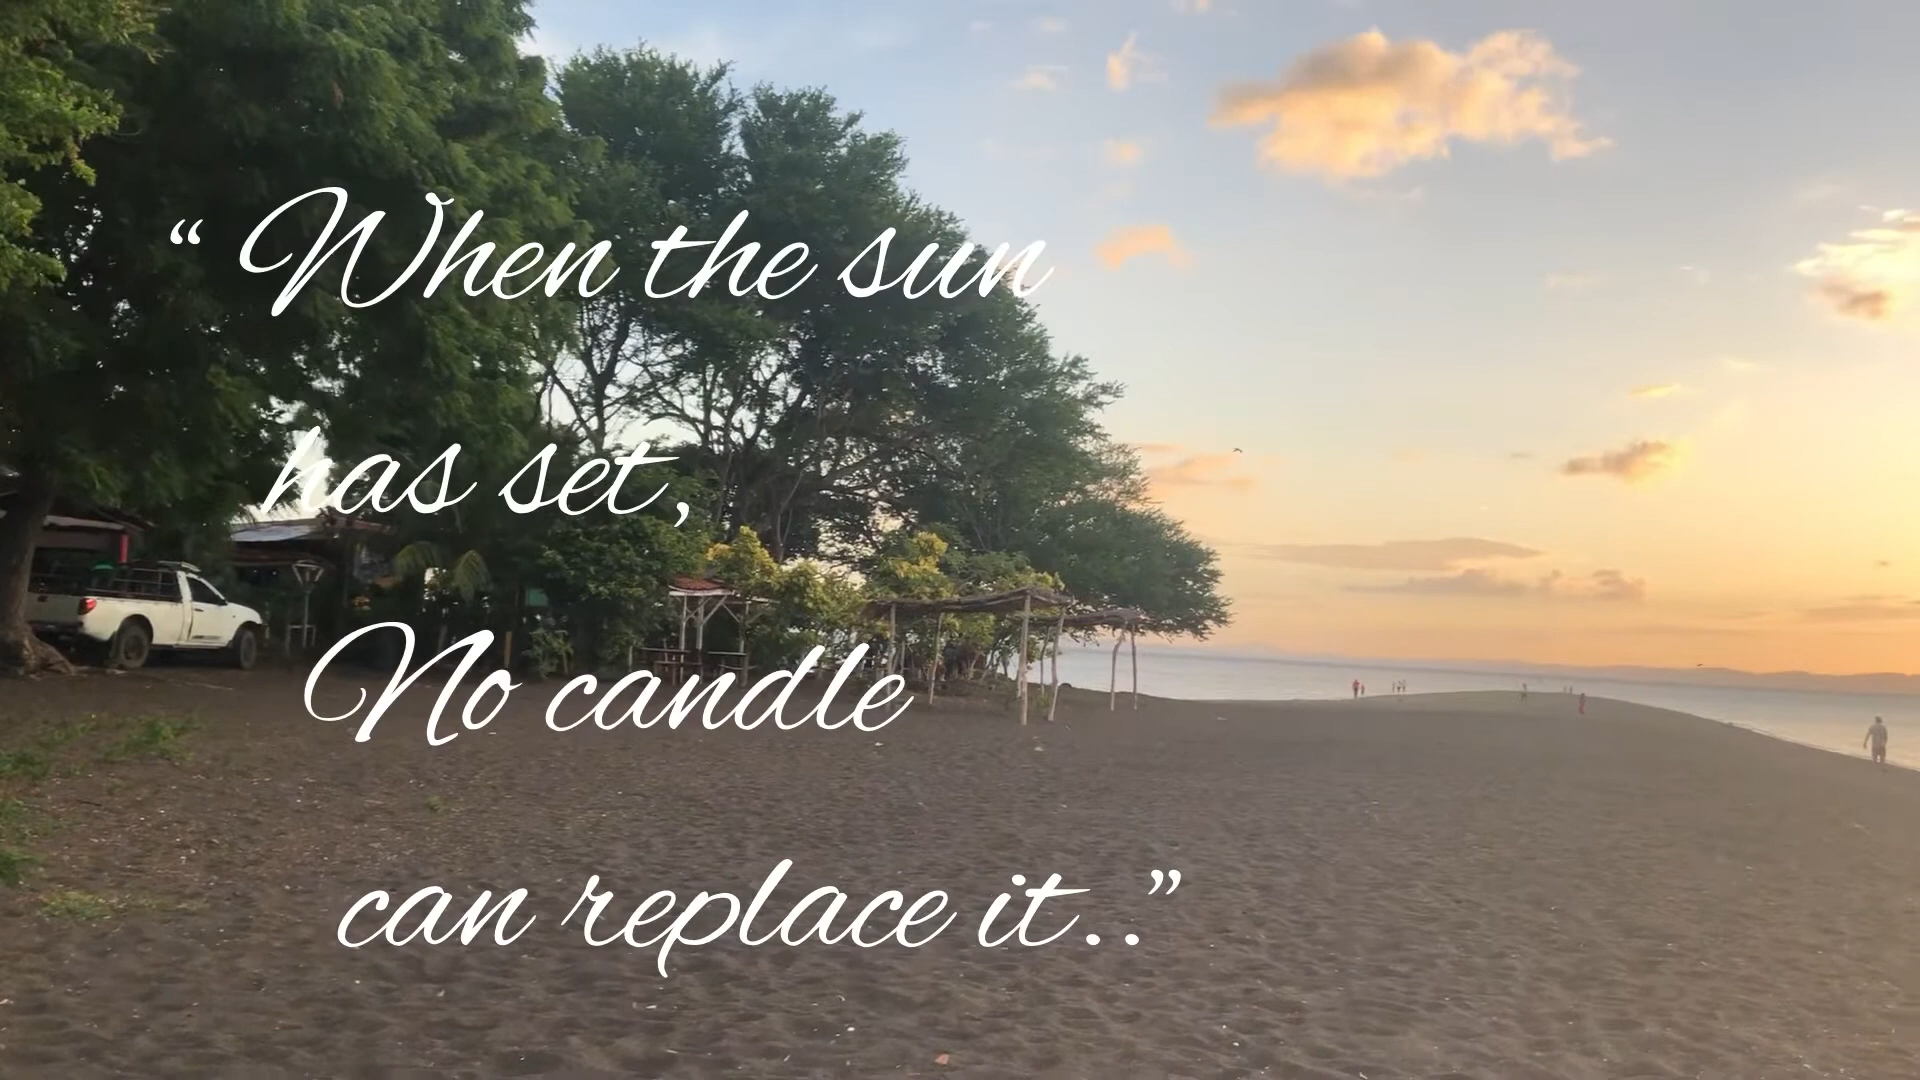 “ When the sun
has set,
No candle
can replace it..”